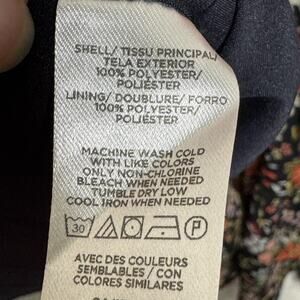 SHELL/ TISSU PRINCIPAL/
TELA EXTERIOR
100% POLYESTER/
POLIÉSTER
LINING/ DOUBLURE/ FORRO
100% POLYESTER/
POLIÉSTER
MACHINE WASH COLD
WITH LIKE COLORS
ONLY NON-CHLORINE
BLEACH WHEN NEEDED
TUMBLE DRY LOW
COOL IRON WHEN NEEDED
30 P
AVEC DES COULEURS
SEMBLABLES / CON
COLORES SIMILARES